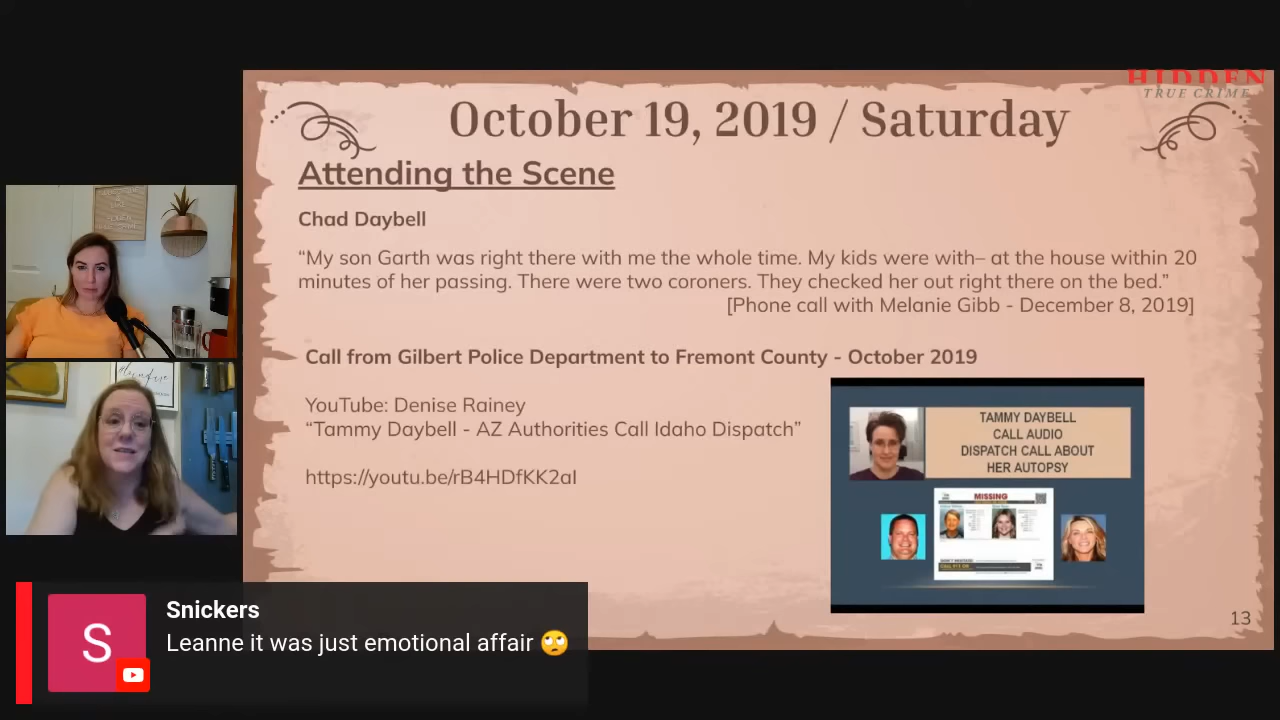 HIDDEN
TRUE CRIME
October 19, 2019 / Saturday
Attending the Scene
Chad Daybell
“My son Garth was right there with me the whole time. My kids were with– at the house within 20
minutes of her passing. There were two coroners. They checked her out right there on the bed.”
[Phone call with Melanie Gibb - December 8, 2019]
Call from Gilbert Police Department to Fremont County - October 2019
YouTube: Denise Rainey
“Tammy Daybell - AZ Authorities Call Idaho Dispatch”
https://youtu.be/rB4HDfKK2aI
TAMMY DAYBELL
CALL AUDIO
DISPATCH CALL ABOUT
HER AUTOPSY
MISSING
13
S
Snickers
Leanne it was just emotional affair 🙄